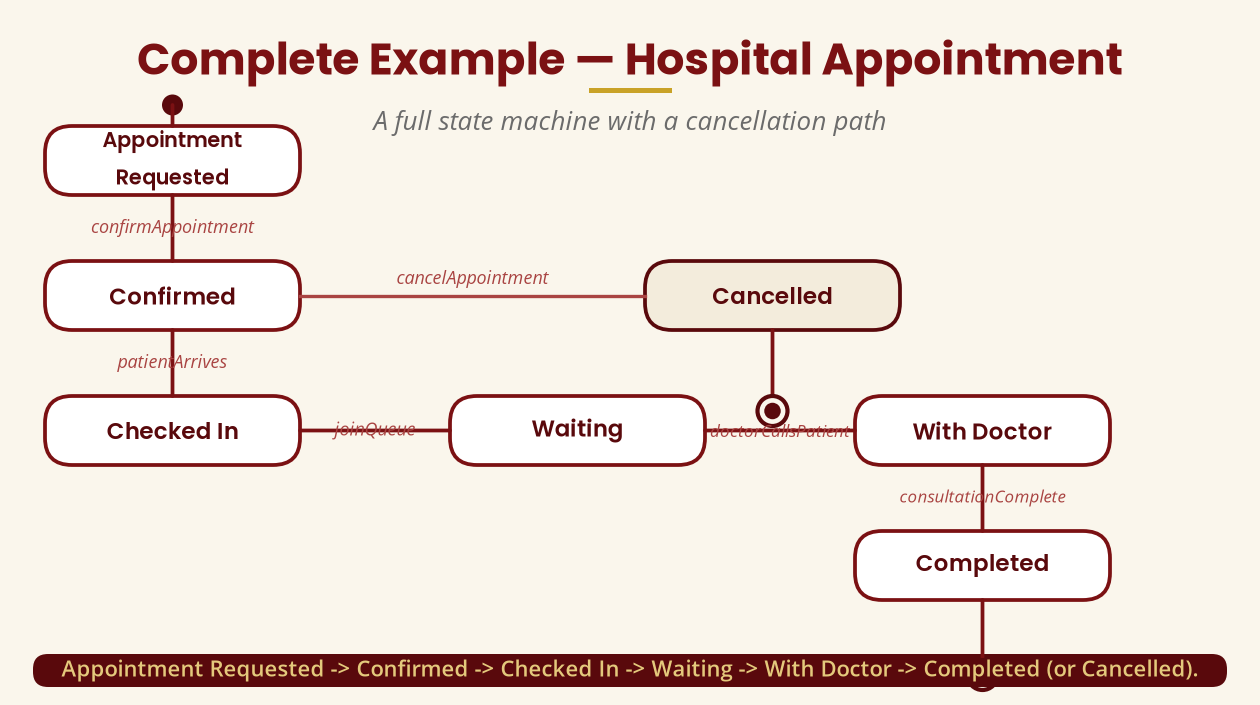 Complete Example — Hospital Appointment
A full state machine with a cancellation path
Appointment
Requested
confirmAppointment
Confirmed
cancelAppointment
Cancelled
patientArrives
Checked In
joinQueue
Waiting
doctorCallsPatient
With Doctor
consultationComplete
Completed
Appointment Requested -> Confirmed -> Checked In -> Waiting -> With Doctor -> Completed (or Cancelled).